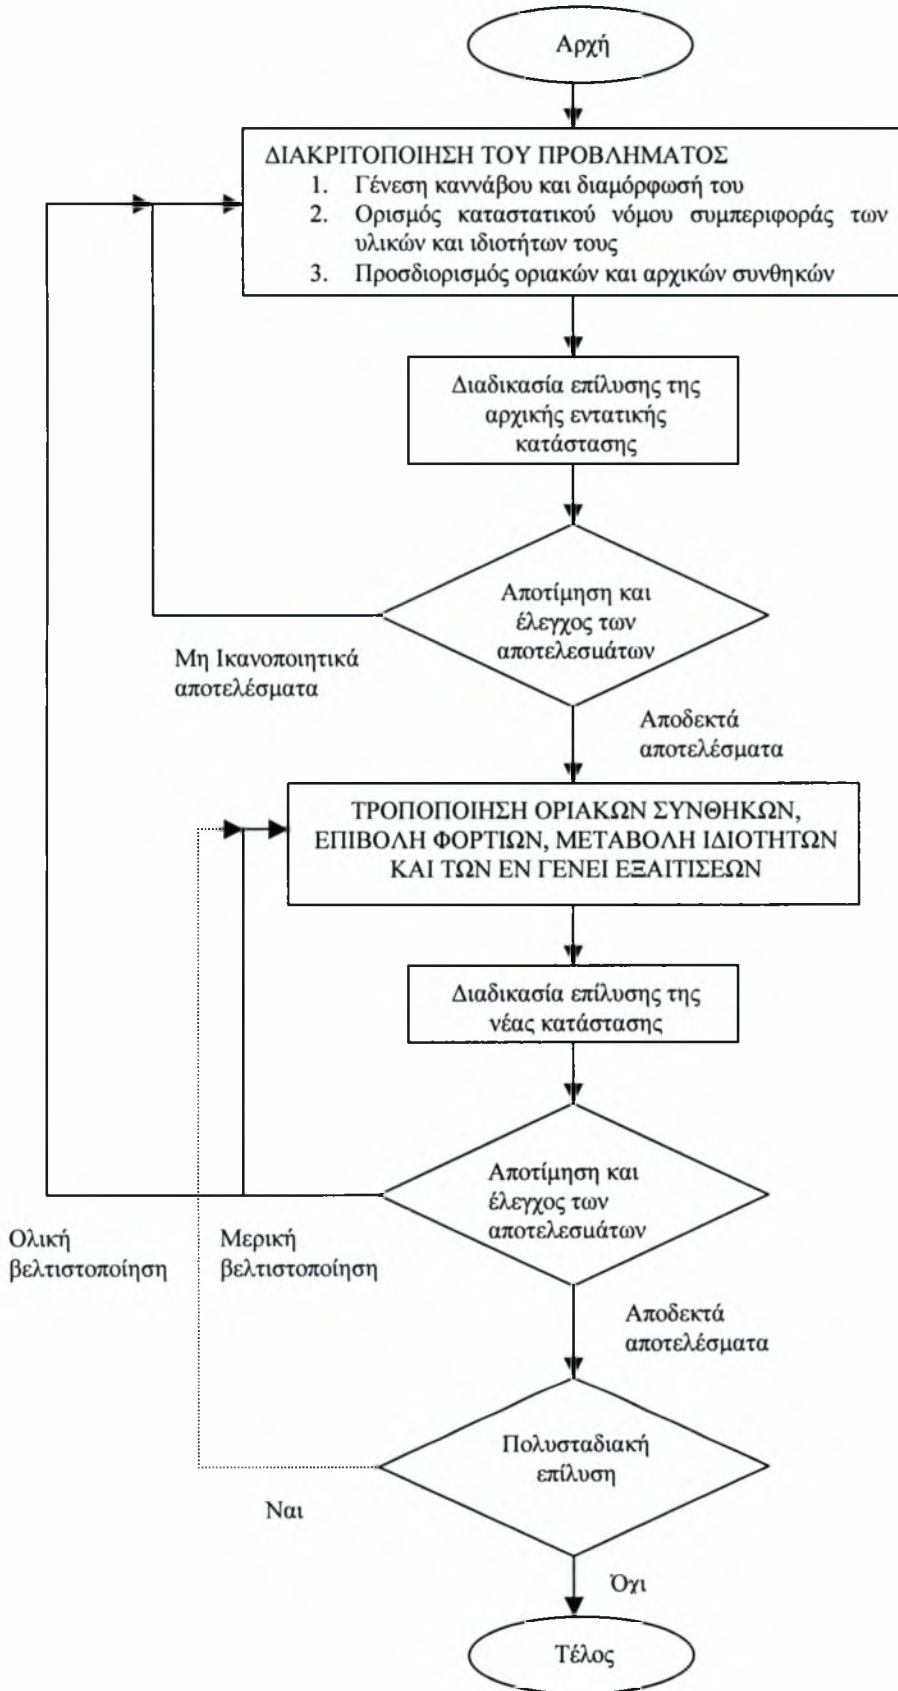 Αρχή
ΔΙΑΚΡΙΤΟΠΟΙΗΣΗ ΤΟΥ ΠΡΟΒΛΗΜΑΤΟΣ
1. Γένεση καννάβου και διαμόρφωσή του
2. Ορισμός καταστατικού νόμου συμπεριφοράς των
υλικών και ιδιοτήτων τους
3. Προσδιορισμός οριακών και αρχικών συνθηκών
Διαδικασία επίλυσης της
αρχικής εντατικής
κατάστασης
Αποτίμηση και
έλεγχος των
αποτελεσμάτων
Μη Ικανοποιητικά
αποτελέσματα
Αποδεκτά
αποτελέσματα
ΤΡΟΠΟΠΟΙΗΣΗ ΟΡΙΑΚΩΝ ΣΥΝΘΗΚΩΝ,
ΕΠΙΒΟΛΗ ΦΟΡΤΙΩΝ, ΜΕΤΑΒΟΛΗ ΙΔΙΟΤΗΤΩΝ
ΚΑΙ ΤΩΝ ΕΝ ΓΕΝΕΙ ΕΞΑΙΤΙΣΕΩΝ
Διαδικασία επίλυσης της
νέας κατάστασης
Αποτίμηση και
έλεγχος των
αποτελεσμάτων
Ολική
βελτιστοποίηση
Μερική
βελτιστοποίηση
Αποδεκτά
αποτελέσματα
Πολυσταδιακή
επίλυση
Ναι
Όχι
Τέλος